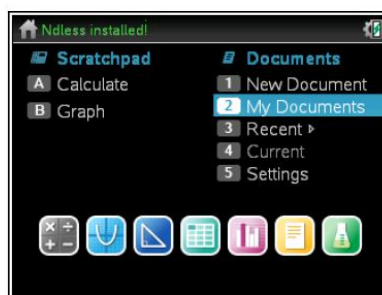 Ndless installed!
Scratchpad
A Calculate
B Graph
Documents
1 New Document
2 My Documents
3 Recent ▸
4 Current
5 Settings